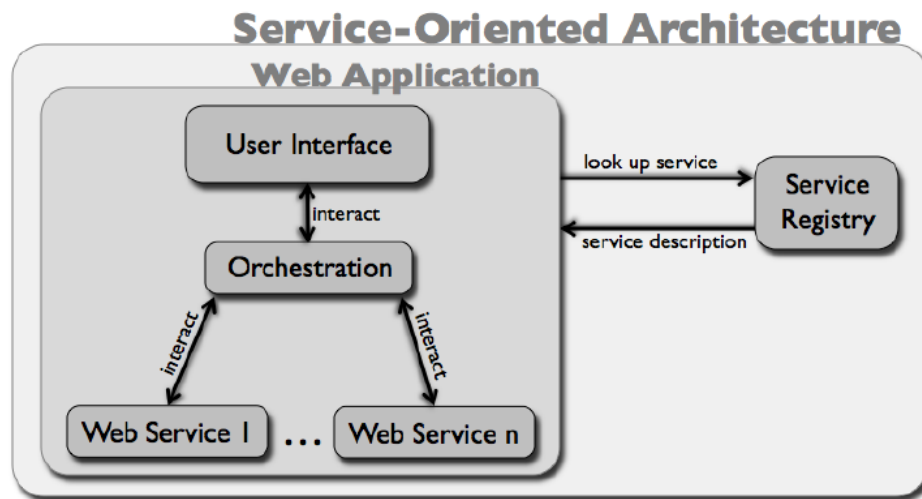 Service-Oriented Architecture
Web Application
User Interface
interact
Orchestration
interact
interact
Web Service 1
...
Web Service n
look up service
service description
Service
Registry